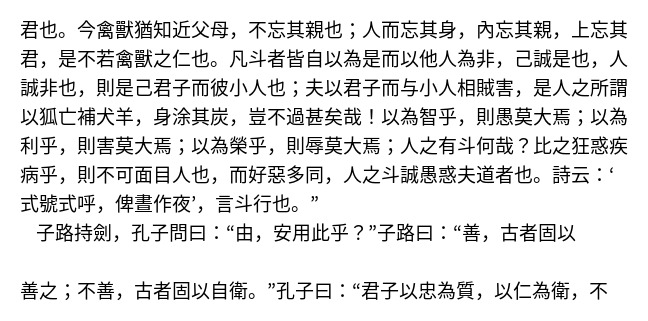 君也。今禽獸猶知近父母，不忘其親也；人而忘其身，內忘其親，上忘其
君，是不若禽獸之仁也。凡斗者皆自以為是而以他人為非，己誠是也，人
誠非也，則是己君子而彼小人也；夫以君子而与小人相賊害，是人之所謂
以狐亡補犬羊，身涂其炭，豈不過甚矣哉！以為智乎，則愚莫大焉；以為
利乎，則害莫大焉；以為榮乎，則辱莫大焉；人之有斗何哉？比之狂惑疾
病乎，則不可面目人也，而好惡多同，人之斗誠愚惑夫道者也。詩云：‘
式號式呼，俾晝作夜’，言斗行也。”
子路持劍，孔子問曰：“由，安用此乎？”子路曰：“善，古者固以
善之；不善，古者固以自衛。”孔子曰：“君子以忠為質，以仁為衛，不